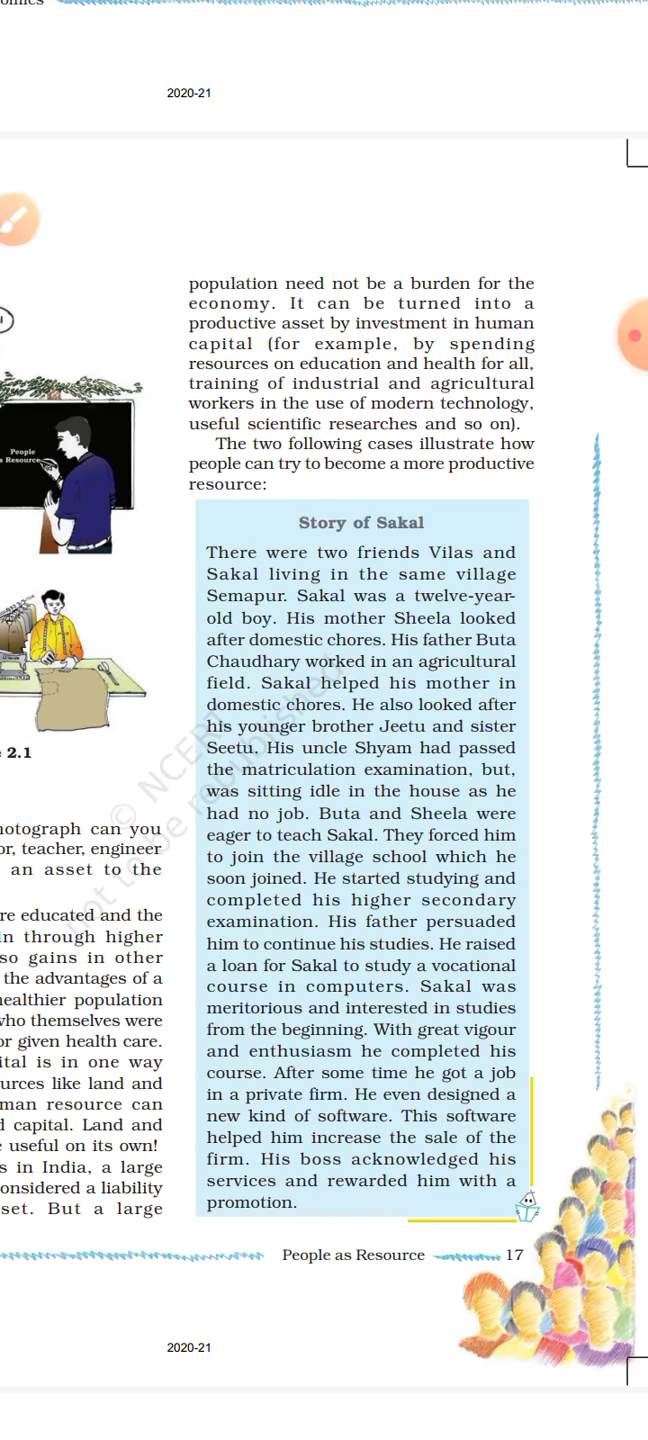 2020-21
People
s Resource
e 2.1
hotograph can you
or, teacher, engineer
an asset to the
re educated and the
in through higher
so gains in other
the advantages of a
healthier population
who themselves were
or given health care.
ital is in one way
urces like land and
man resource can
d capital. Land and
e useful on its own!
s in India, a large
onsidered a liability
set. But a large
population need not be a burden for the
economy. It can be turned into a
productive asset by investment in human
capital (for example, by spending
resources on education and health for all,
training of industrial and agricultural
workers in the use of modern technology,
useful scientific researches and so on).
The two following cases illustrate how
people can try to become a more productive
resource:
Story of Sakal
There were two friends Vilas and
Sakal living in the same village
Semapur. Sakal was a twelve-year-
old boy. His mother Sheela looked
after domestic chores. His father Buta
Chaudhary worked in an agricultural
field. Sakal helped his mother in
domestic chores. He also looked after
his younger brother Jeetu and sister
Seetu. His uncle Shyam had passed
the matriculation examination, but,
was sitting idle in the house as he
had no job. Buta and Sheela were
eager to teach Sakal. They forced him
to join the village school which he
soon joined. He started studying and
completed his higher secondary
examination. His father persuaded
him to continue his studies. He raised
a loan for Sakal to study a vocational
course in computers. Sakal was
meritorious and interested in studies
from the beginning. With great vigour
and enthusiasm he completed his
course. After some time he got a job
in a private firm. He even designed a
new kind of software. This software
helped him increase the sale of the
firm. His boss acknowledged his
services and rewarded him with a
promotion.
© NCERT
not to be republished
People as Resource
17
2020-21